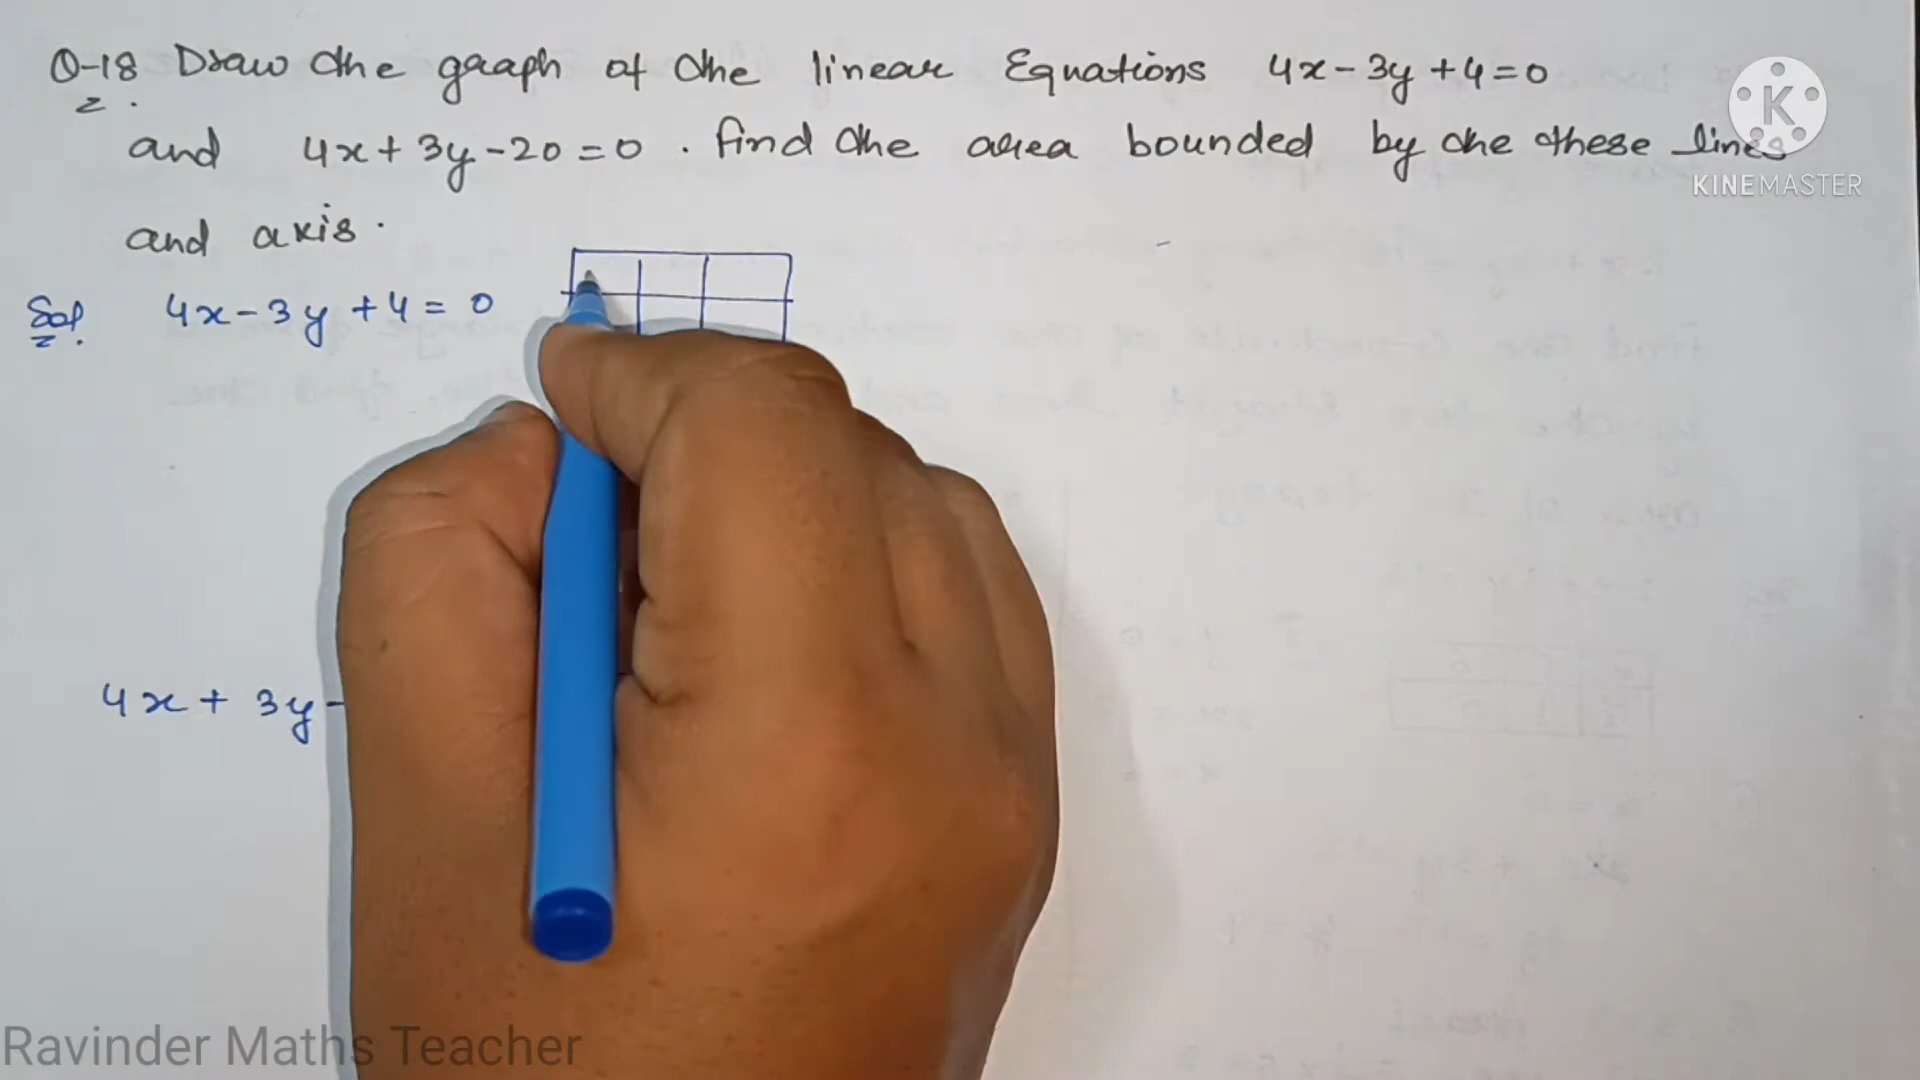 Q-18 Draw the graph of the linear Equations 4x-3y+4=0
and 4x+3y-20=0. find the area bounded by the these lines
and axis.
Sol. 4x-3y+4=0
4x+3y-
K
KINEMASTER
Ravinder Maths Teacher